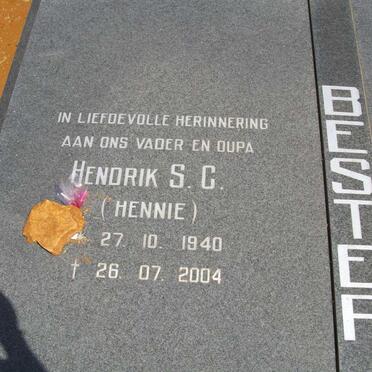 IN LIEFDEVOLLE HERINNERING
AAN ONS VADER EN OUPA
HENDRIK S. C.
(HENNIE)
27. 10. 1940
† 26. 07. 2004
BESTER